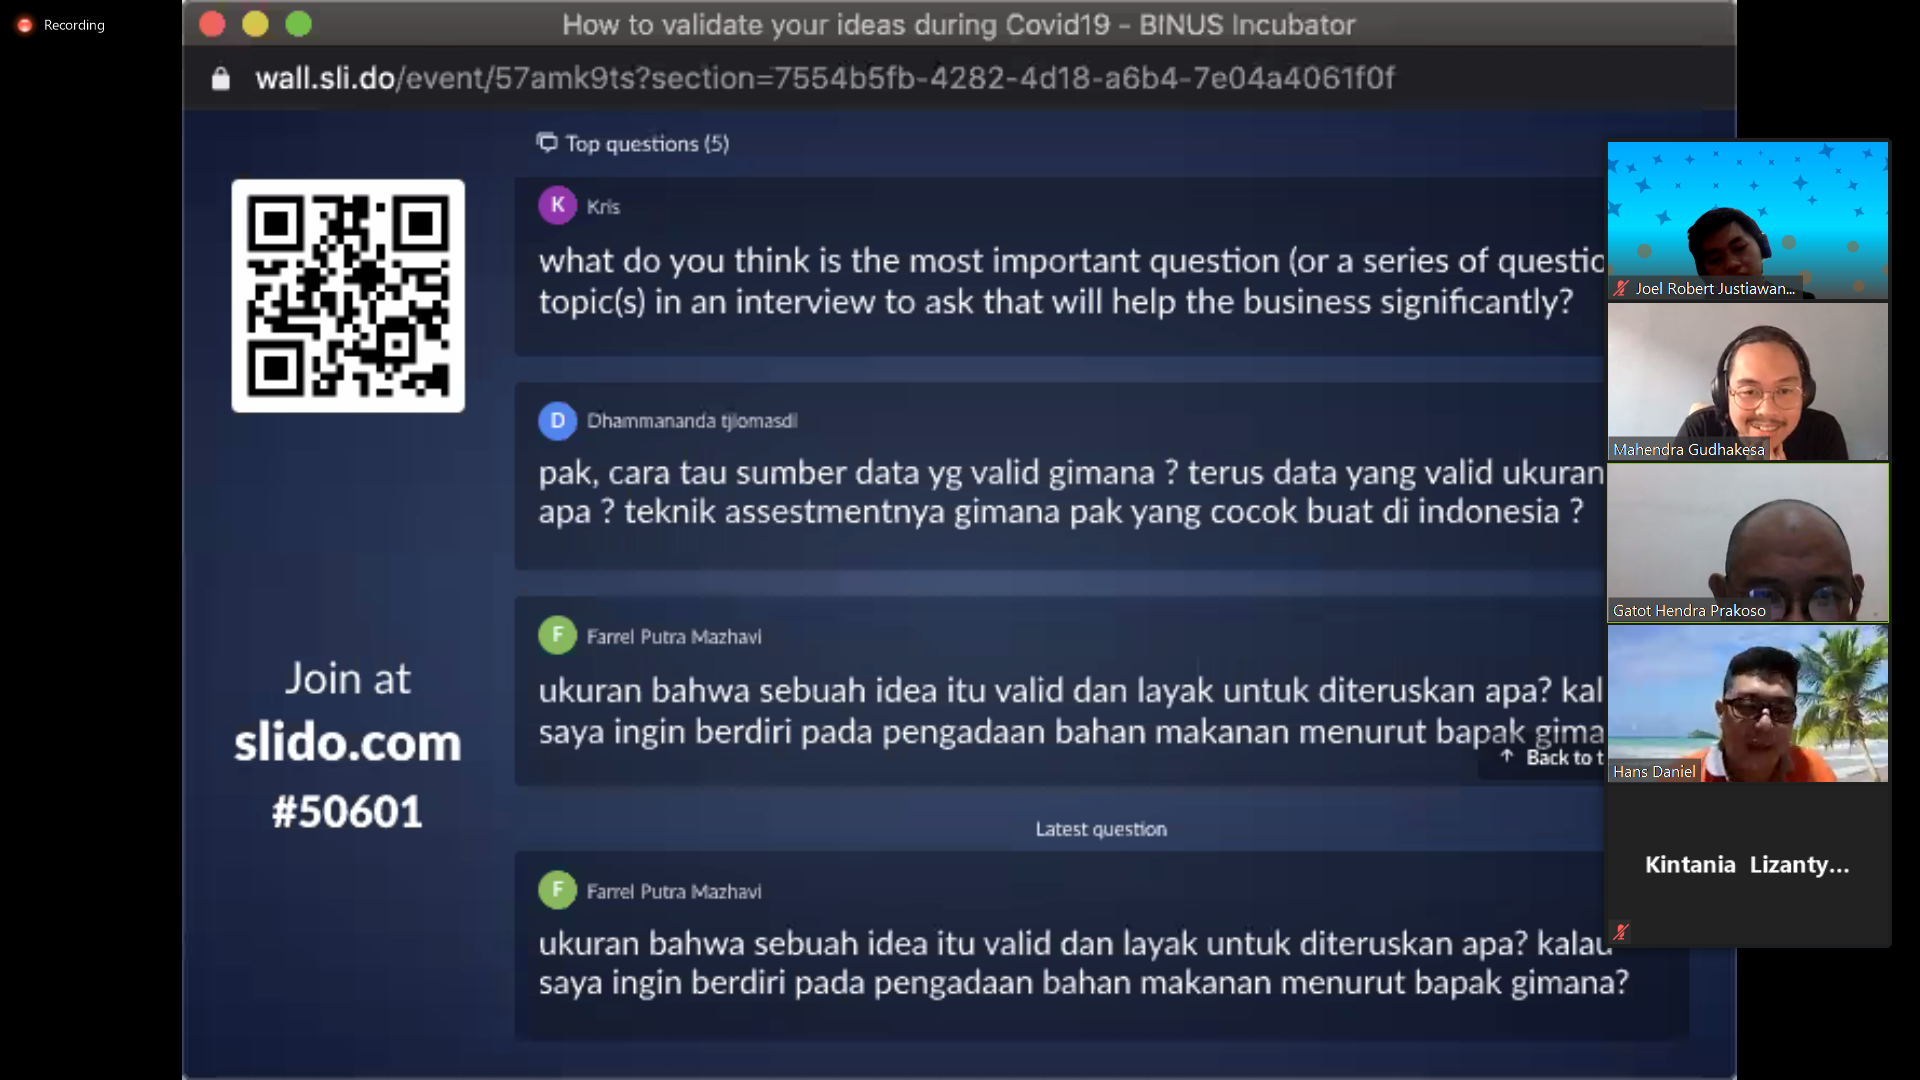 Recording
How to validate your ideas during Covid19 - BINUS Incubator
wall.sli.do/event/57amk9ts?section=7554b5fb-4282-4d18-a6b4-7e04a4061f0f
Top questions (5)
K Kris
what do you think is the most important question (or a series of questio
topic(s) in an interview to ask that will help the business significantly?
D Dhammananda tjlomasdl
pak, cara tau sumber data yg valid gimana ? terus data yang valid ukuran
apa ? teknik assestmentnya gimana pak yang cocok buat di indonesia ?
F Farrel Putra Mazhavi
ukuran bahwa sebuah idea itu valid dan layak untuk diteruskan apa? kal
saya ingin berdiri pada pengadaan bahan makanan menurut bapak gima
Back to t
Latest question
F Farrel Putra Mazhavi
ukuran bahwa sebuah idea itu valid dan layak untuk diteruskan apa? kalau
saya ingin berdiri pada pengadaan bahan makanan menurut bapak gimana?
Join at
slido.com
#50601
Joel Robert Justiawan...
Mahendra Gudhakesa
Gatot Hendra Prakoso
Hans Daniel
Kintania Lizanty...